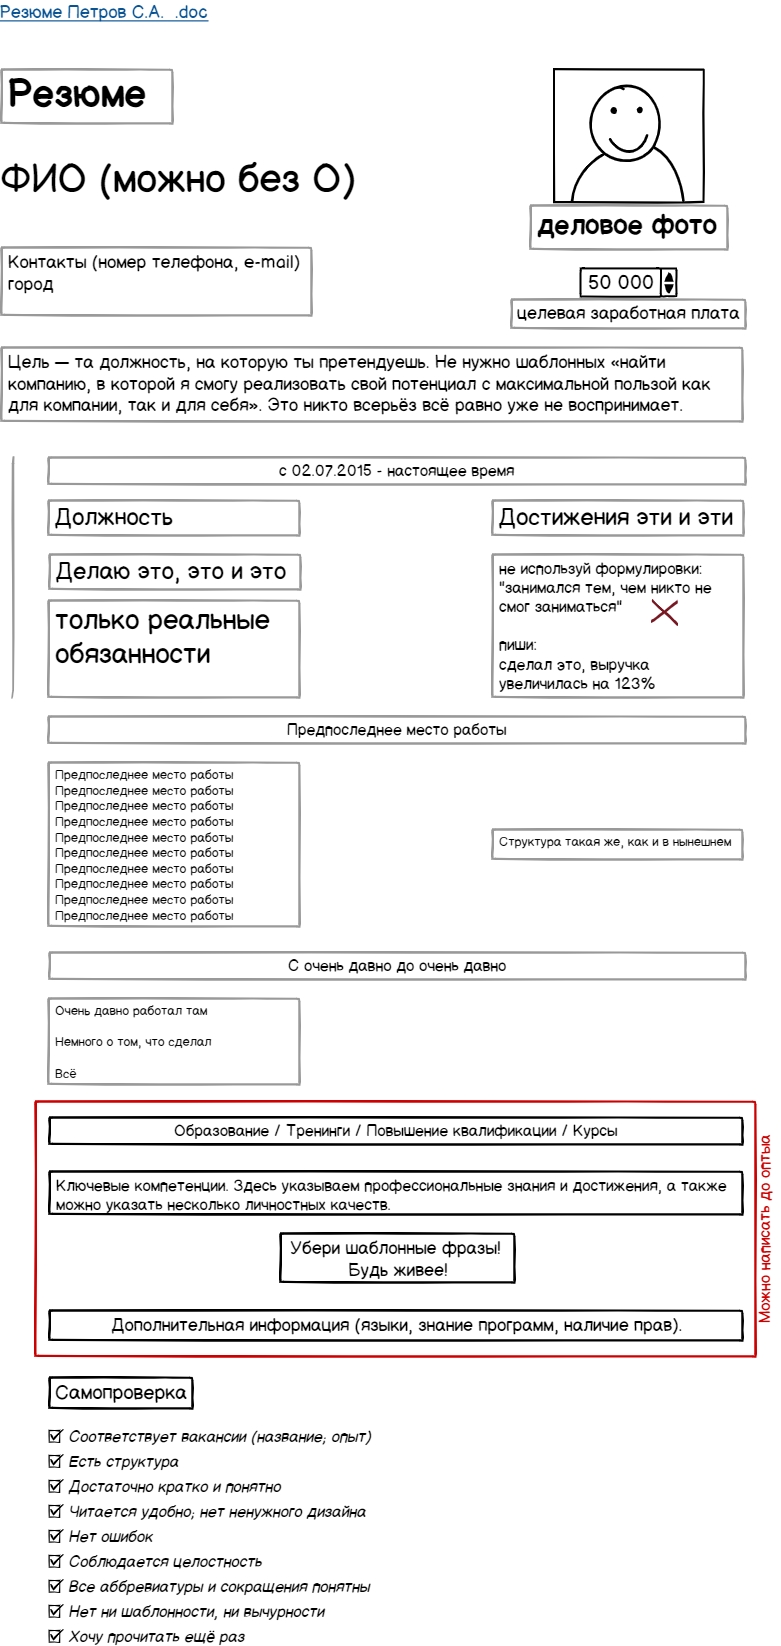 Резюме Петров С.А. .doc
Резюме
ФИО (можно без О)
деловое фото
Контакты (номер телефона, e-mail)
город
50 000
целевая заработная плата
Цель — та должность, на которую ты претендуешь. Не нужно шаблонных «найти
компанию, в которой я смогу реализовать свой потенциал с максимальной пользой как
для компании, так и для себя». Это никто всерьёз всё равно уже не воспринимает.
с 02.07.2015 - настоящее время
Должность
Делаю это, это и это
только реальные
обязанности
Достижения эти и эти
не используй формулировки:
"занимался тем, чем никто не
смог заниматься"
пиши:
сделал это, выручка
увеличилась на 123%
Предпоследнее место работы
Предпоследнее место работы
Предпоследнее место работы
Предпоследнее место работы
Предпоследнее место работы
Предпоследнее место работы
Предпоследнее место работы
Предпоследнее место работы
Предпоследнее место работы
Предпоследнее место работы
Предпоследнее место работы
Структура такая же, как и в нынешнем
С очень давно до очень давно
Очень давно работал там
Немного о том, что сделал
Всё
Образование / Тренинги / Повышение квалификации / Курсы
Ключевые компетенции. Здесь указываем профессиональные знания и достижения, а также
можно указать несколько личностных качеств.
Убери шаблонные фразы!
Будь живее!
Дополнительная информация (языки, знание программ, наличие прав).
Можно написать до оптыа
Самопроверка
Соответствует вакансии (название; опыт)
Есть структура
Достаточно кратко и понятно
Читается удобно; нет ненужного дизайна
Нет ошибок
Соблюдается целостность
Все аббревиатуры и сокращения понятны
Нет ни шаблонности, ни вычурности
Хочу прочитать ещё раз